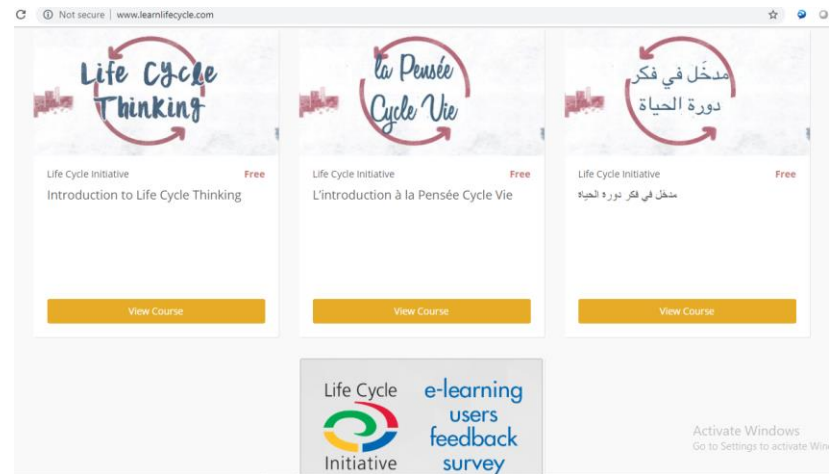 Not secure | www.learnlifecycle.com
Life Cycle
Thinking
la Pensée
Cycle Vie
مدخَل في فكر
دورة الحياة
Life Cycle Initiative Free
Introduction to Life Cycle Thinking
View Course
Life Cycle Initiative Free
L'introduction à la Pensée Cycle Vie
View Course
Life Cycle Initiative Free
مدخَل في فكر دورة الحياة
View Course
Life Cycle
Initiative
e-learning
users
feedback
survey
Activate Windows
Go to Settings to activate